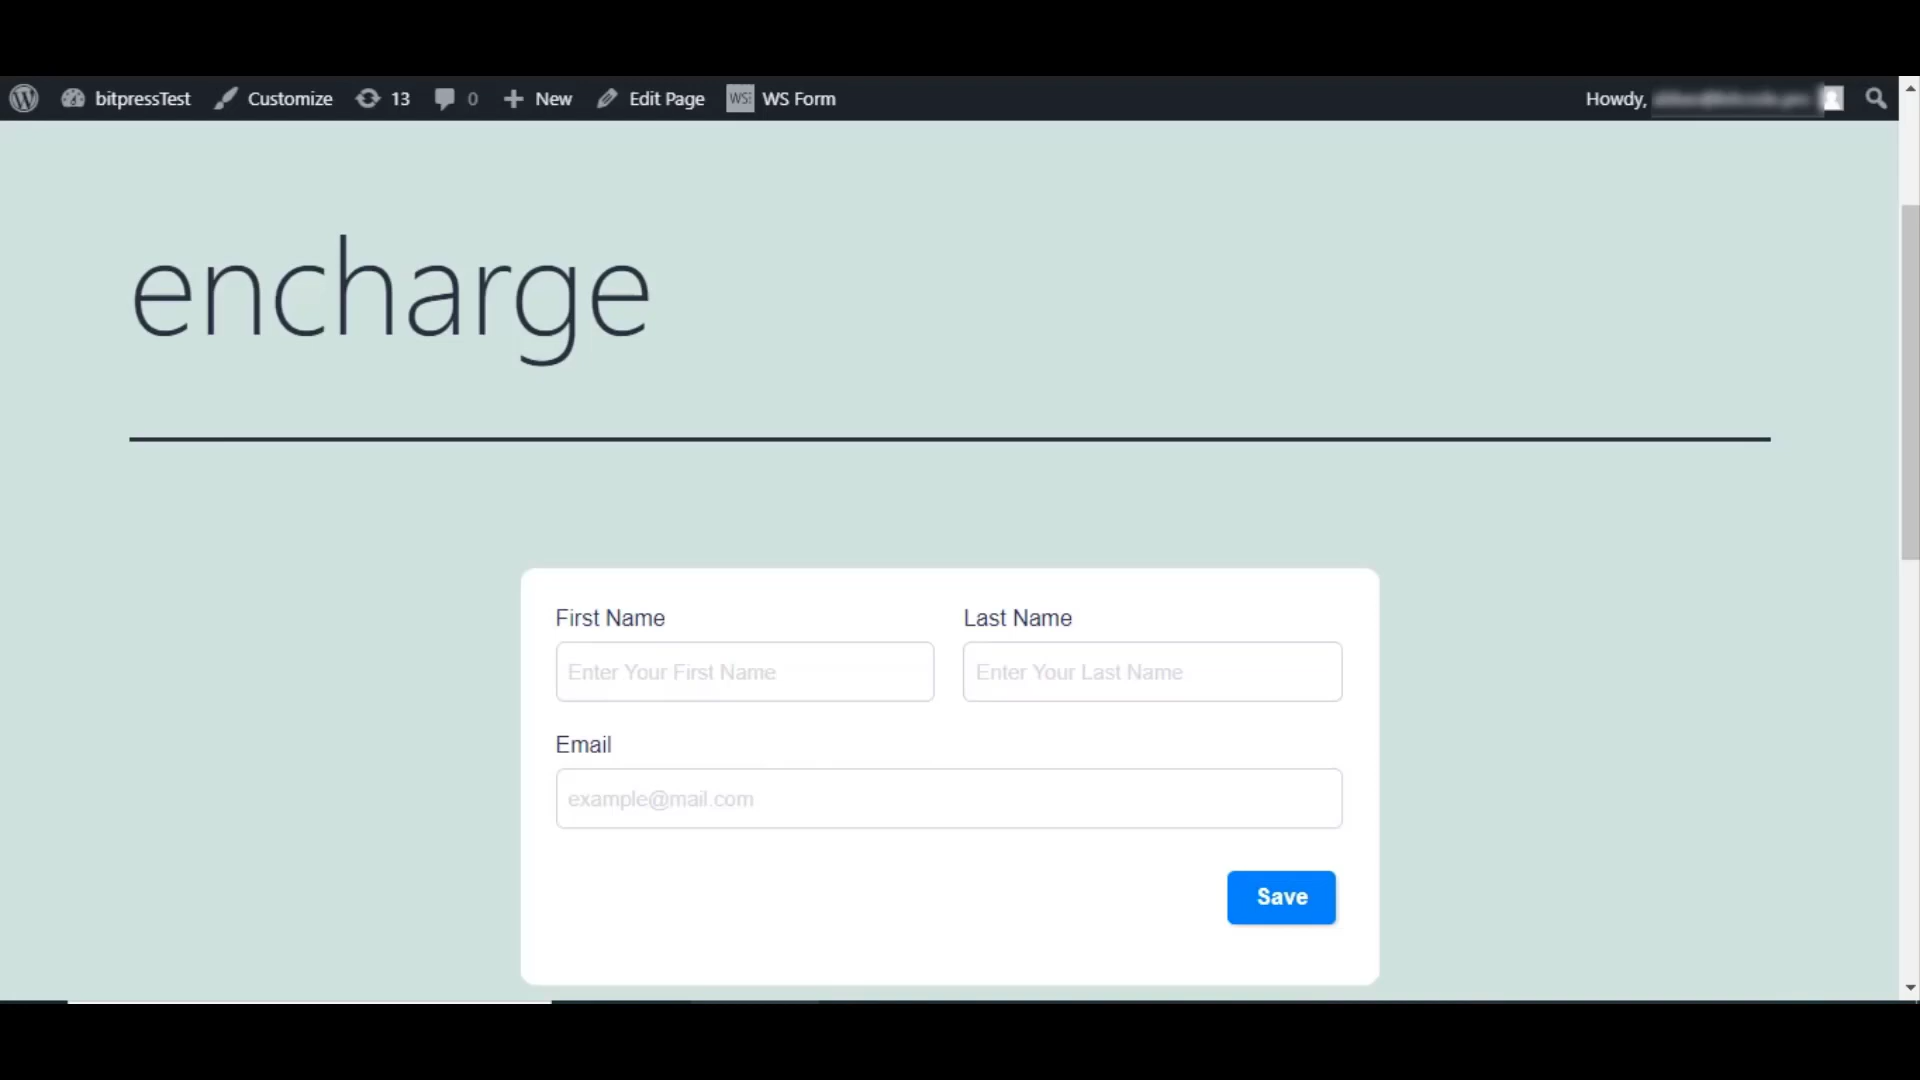 bitpressTest Customize 13 0 New Edit Page WS Form Howdy,
encharge
First Name Last Name
Enter Your First Name Enter Your Last Name
Email
example@mail.com
Save